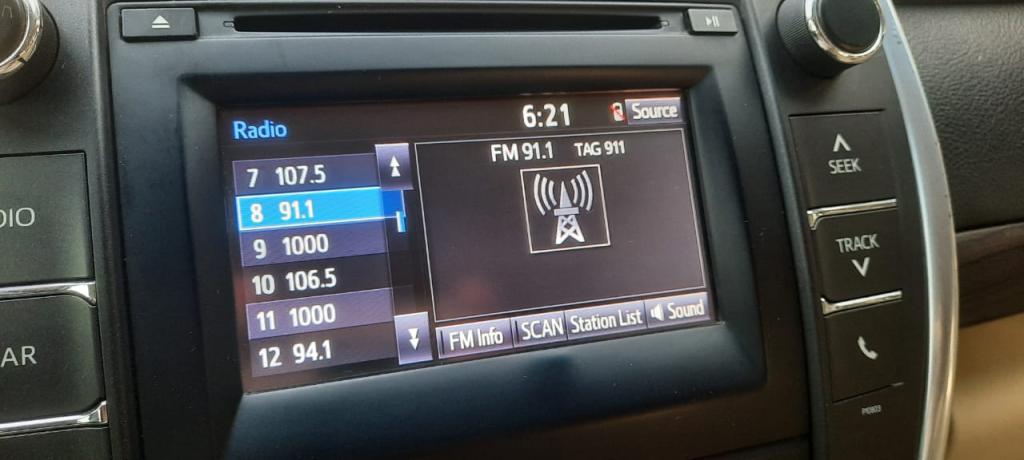 6:21
Source
Radio
FM 91.1 TAG 911
7 107.5
8 91.1
9 1000
10 106.5
11 1000
12 94.1
FM Info
SCAN
Station List
Sound
SEEK
TRACK
DIO
AR